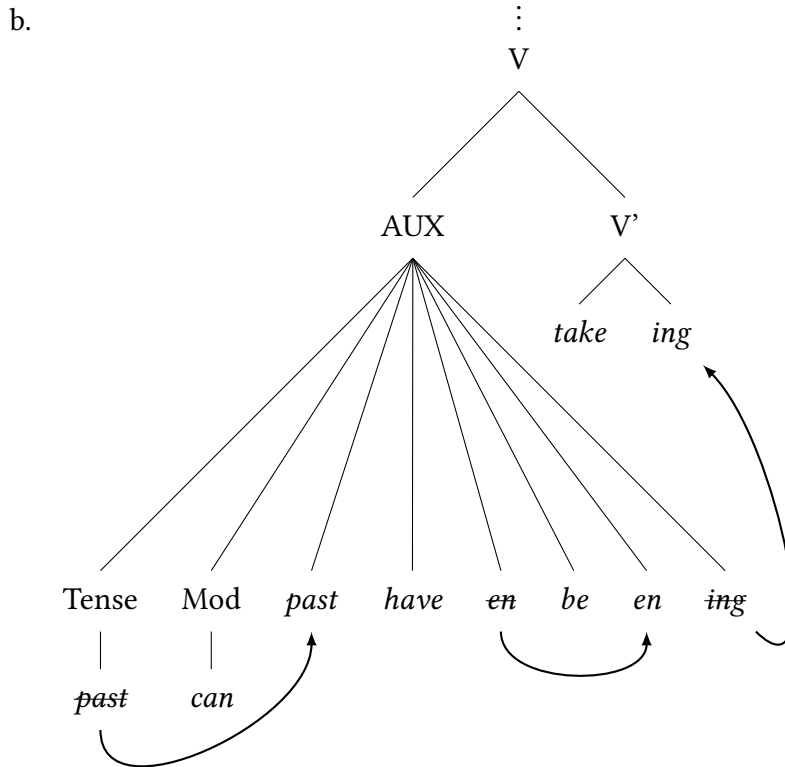 b.
⋮
V
AUX V’
take ing
Tense Mod past have en be en ing
past can